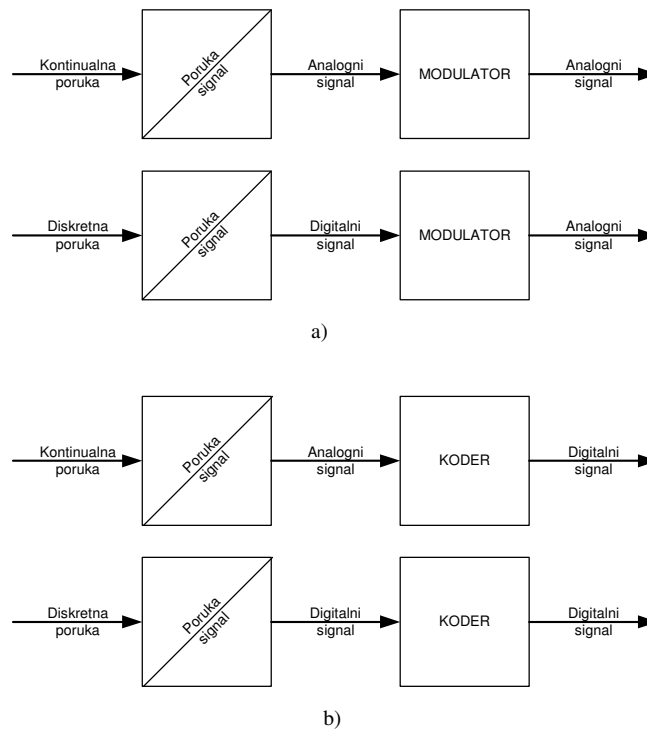 Kontinualna
poruka
Poruka
signal
Analogni
signal
MODULATOR
Analogni
signal
Diskretna
poruka
Poruka
signal
Digitalni
signal
MODULATOR
Analogni
signal
a)
Kontinualna
poruka
Poruka
signal
Analogni
signal
KODER
Digitalni
signal
Diskretna
poruka
Poruka
signal
Digitalni
signal
KODER
Digitalni
signal
b)